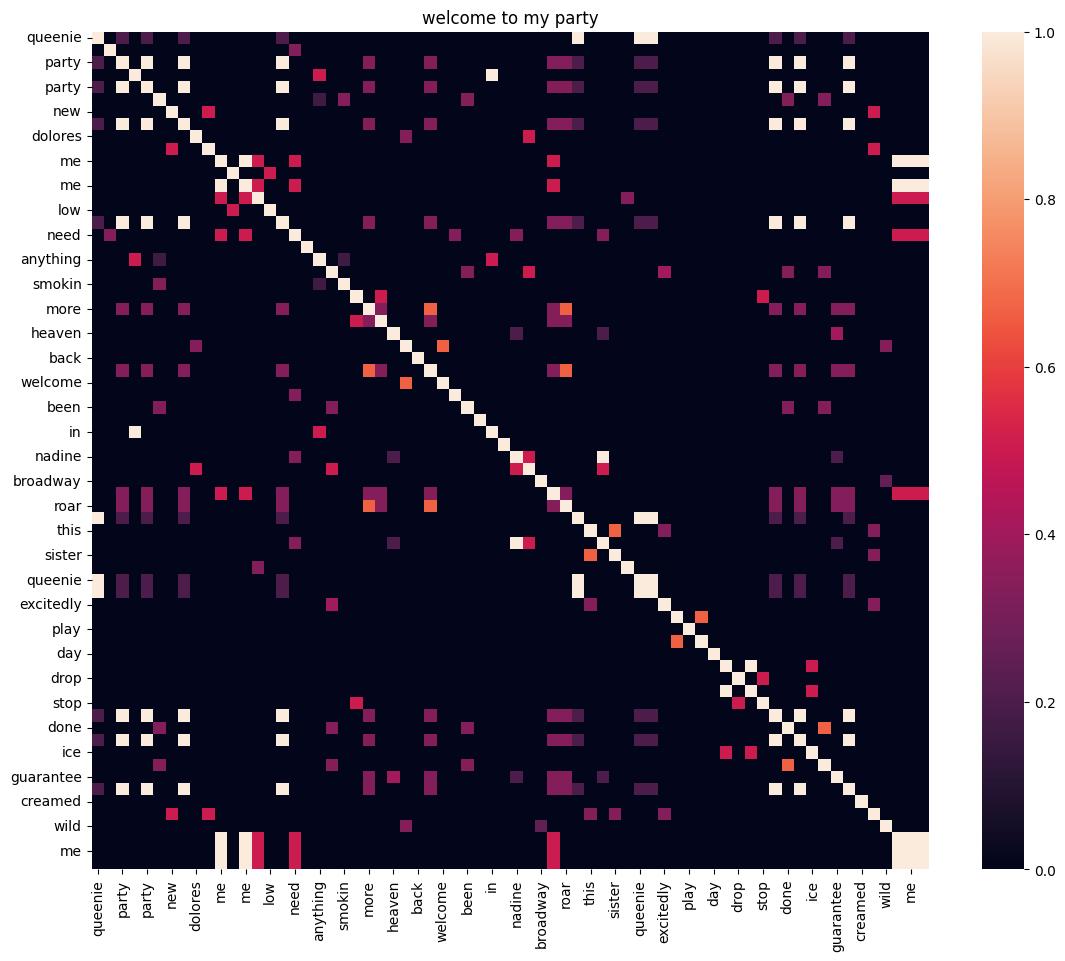 welcome to my party
queenie
party
party
new
dolores
me
me
low
need
anything
smokin
more
heaven
back
welcome
been
in
nadine
broadway
roar
this
sister
queenie
excitedly
play
day
drop
stop
done
ice
guarantee
creamed
wild
me
1.0
0.8
0.6
0.4
0.2
0.0
queenie
party
party
new
dolores
me
me
low
need
anything
smokin
more
heaven
back
welcome
been
in
nadine
broadway
roar
this
sister
queenie
excitedly
play
day
drop
stop
done
ice
guarantee
creamed
wild
me